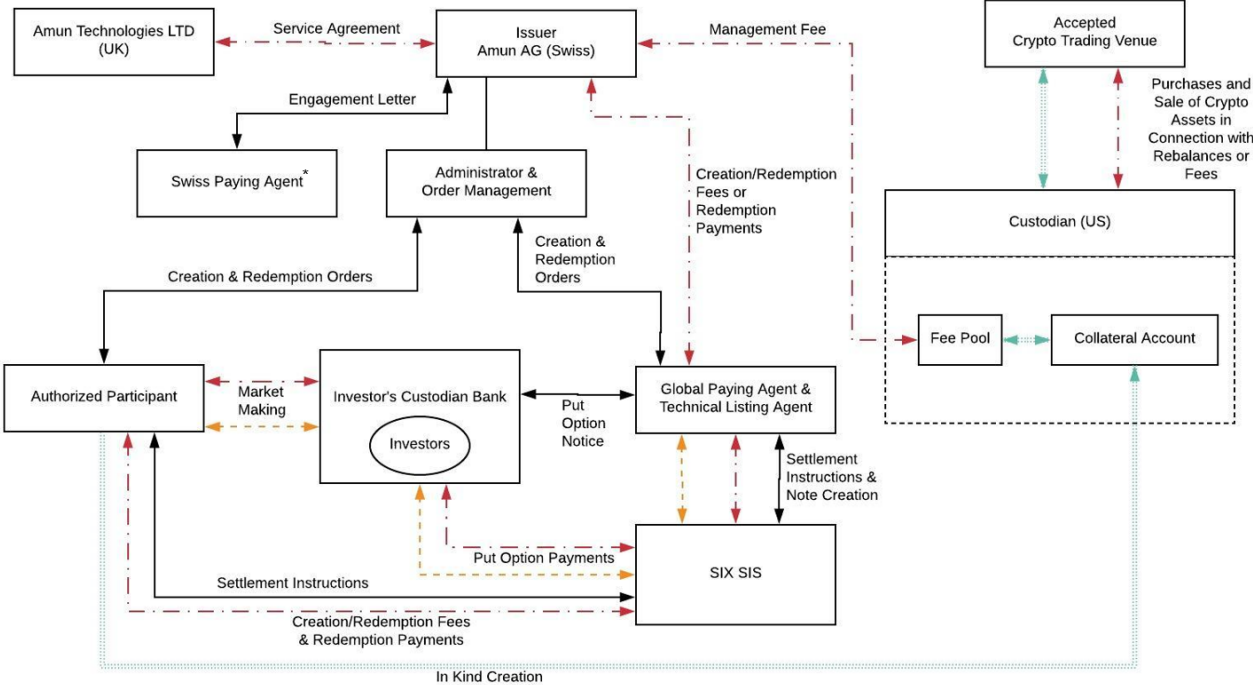 Amun Technologies LTD
(UK)
Service Agreement
Issuer
Amun AG (Swiss)
Management Fee
Accepted
Crypto Trading Venue
Engagement Letter
Purchases and
Sale of Crypto
Assets in
Connection with
Rebalances or
Fees
Swiss Paying Agent*
Administrator &
Order Management
Creation/Redemption
Fees or
Redemption
Payments
Custodian (US)
Creation & Redemption Orders
Creation &
Redemption
Orders
Fee Pool
Collateral Account
Authorized Participant
Market
Making
Investor's Custodian Bank
Investors
Put
Option
Notice
Global Paying Agent &
Technical Listing Agent
Settlement
Instructions &
Note Creation
Put Option Payments
SIX SIS
Settlement Instructions
Creation/Redemption Fees
& Redemption Payments
In Kind Creation